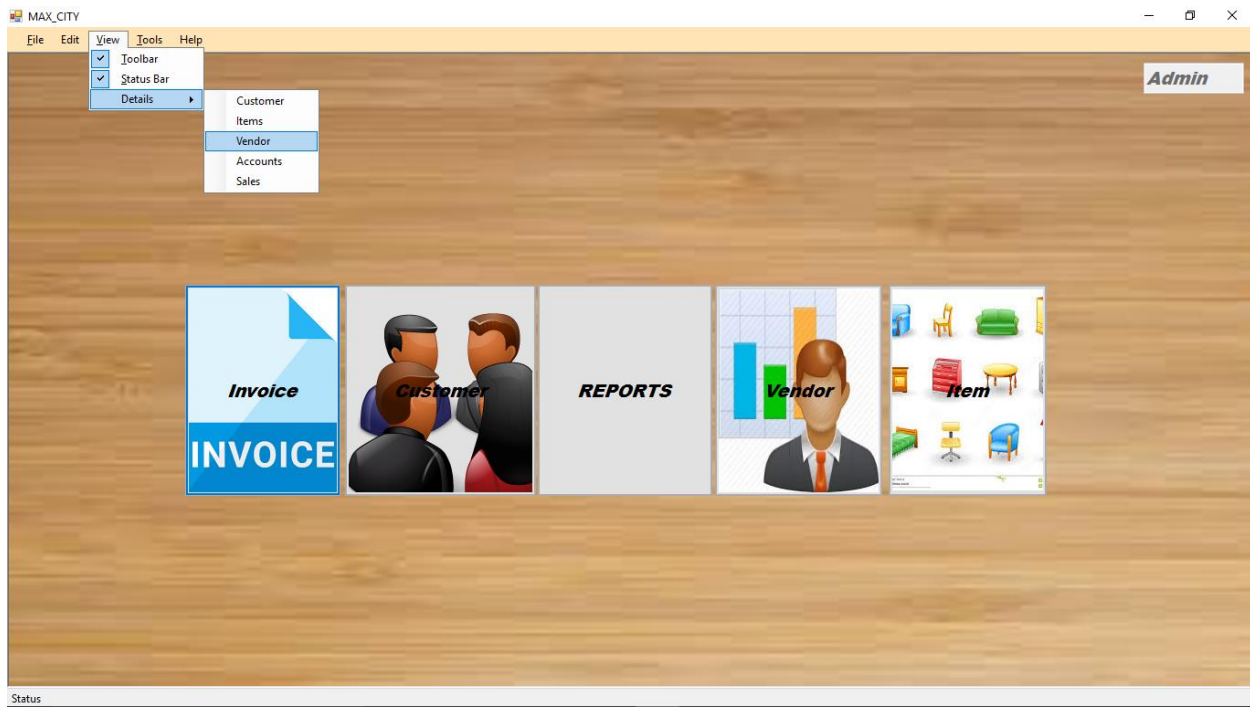 MAX_CITY
File Edit View Tools Help
Toolbar
Status Bar
Details
Customer
Items
Vendor
Accounts
Sales
Admin
Invoice
INVOICE
Customer
REPORTS
Vendor
Item
Status